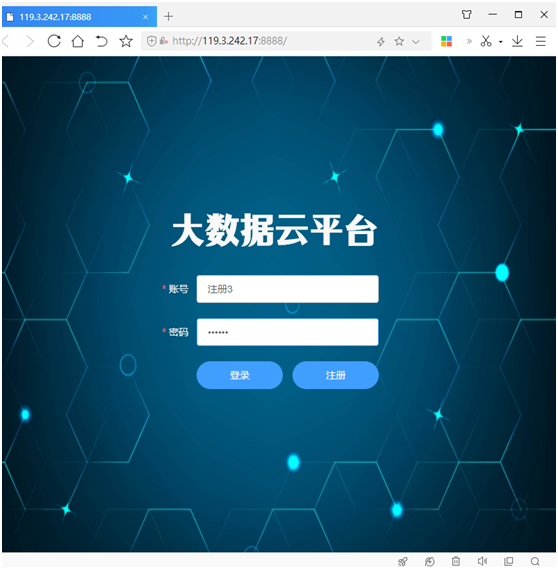 119.3.242.17:8888
http://119.3.242.17:8888/
大数据云平台
* 账号 注册3
* 密码 ••••••
登录 注册